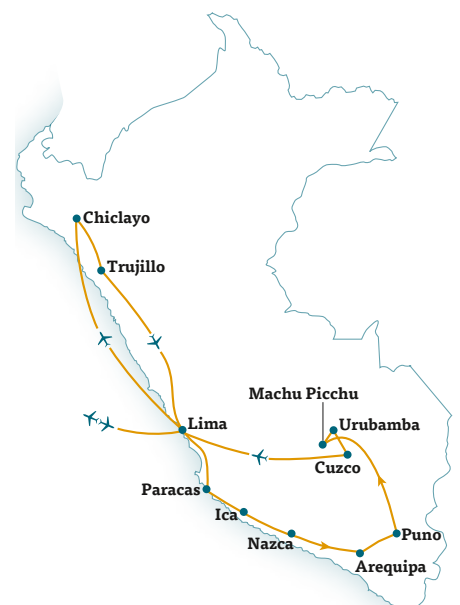 Chiclayo
Trujillo
Machu Picchu
Lima
Urubamba
Cuzco
Paracas
Ica
Nazca
Puno
Arequipa